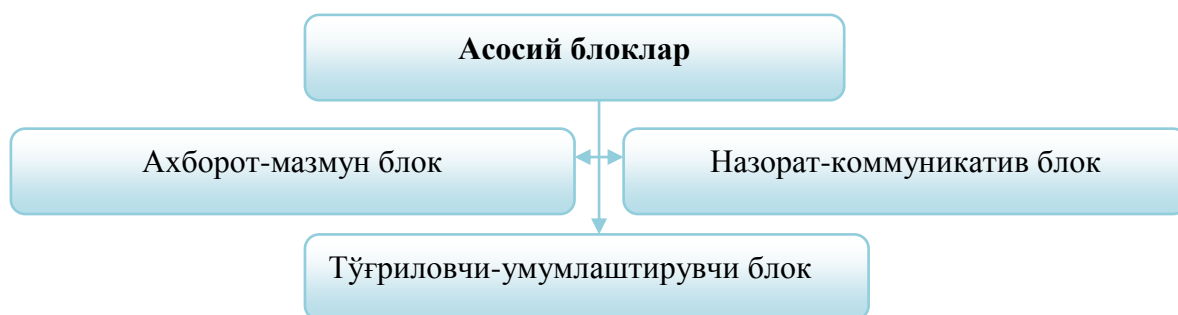 Асосий блоклар
Ахборот-мазмун блок
Назорат-коммуникатив блок
Тўғриловчи-умумлаштирувчи блок